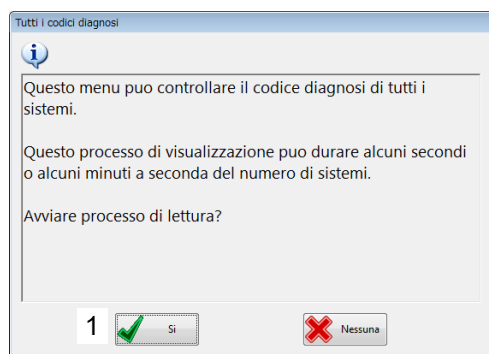 Tutti i codici diagnosi
Questo menu puo controllare il codice diagnosi di tutti i
sistemi.
Questo processo di visualizzazione puo durare alcuni secondi
o alcuni minuti a seconda del numero di sistemi.
Avviare processo di lettura?
1 Si Nessuna